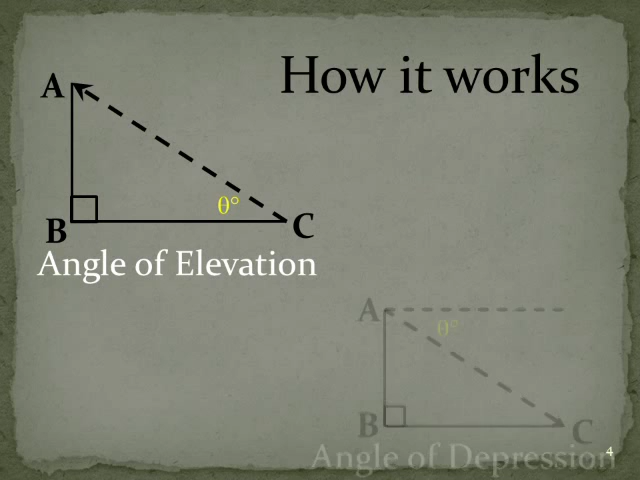 How it works
A
θ°
B
C
Angle of Elevation
A
θ°
B
C
Angle of Depression
4